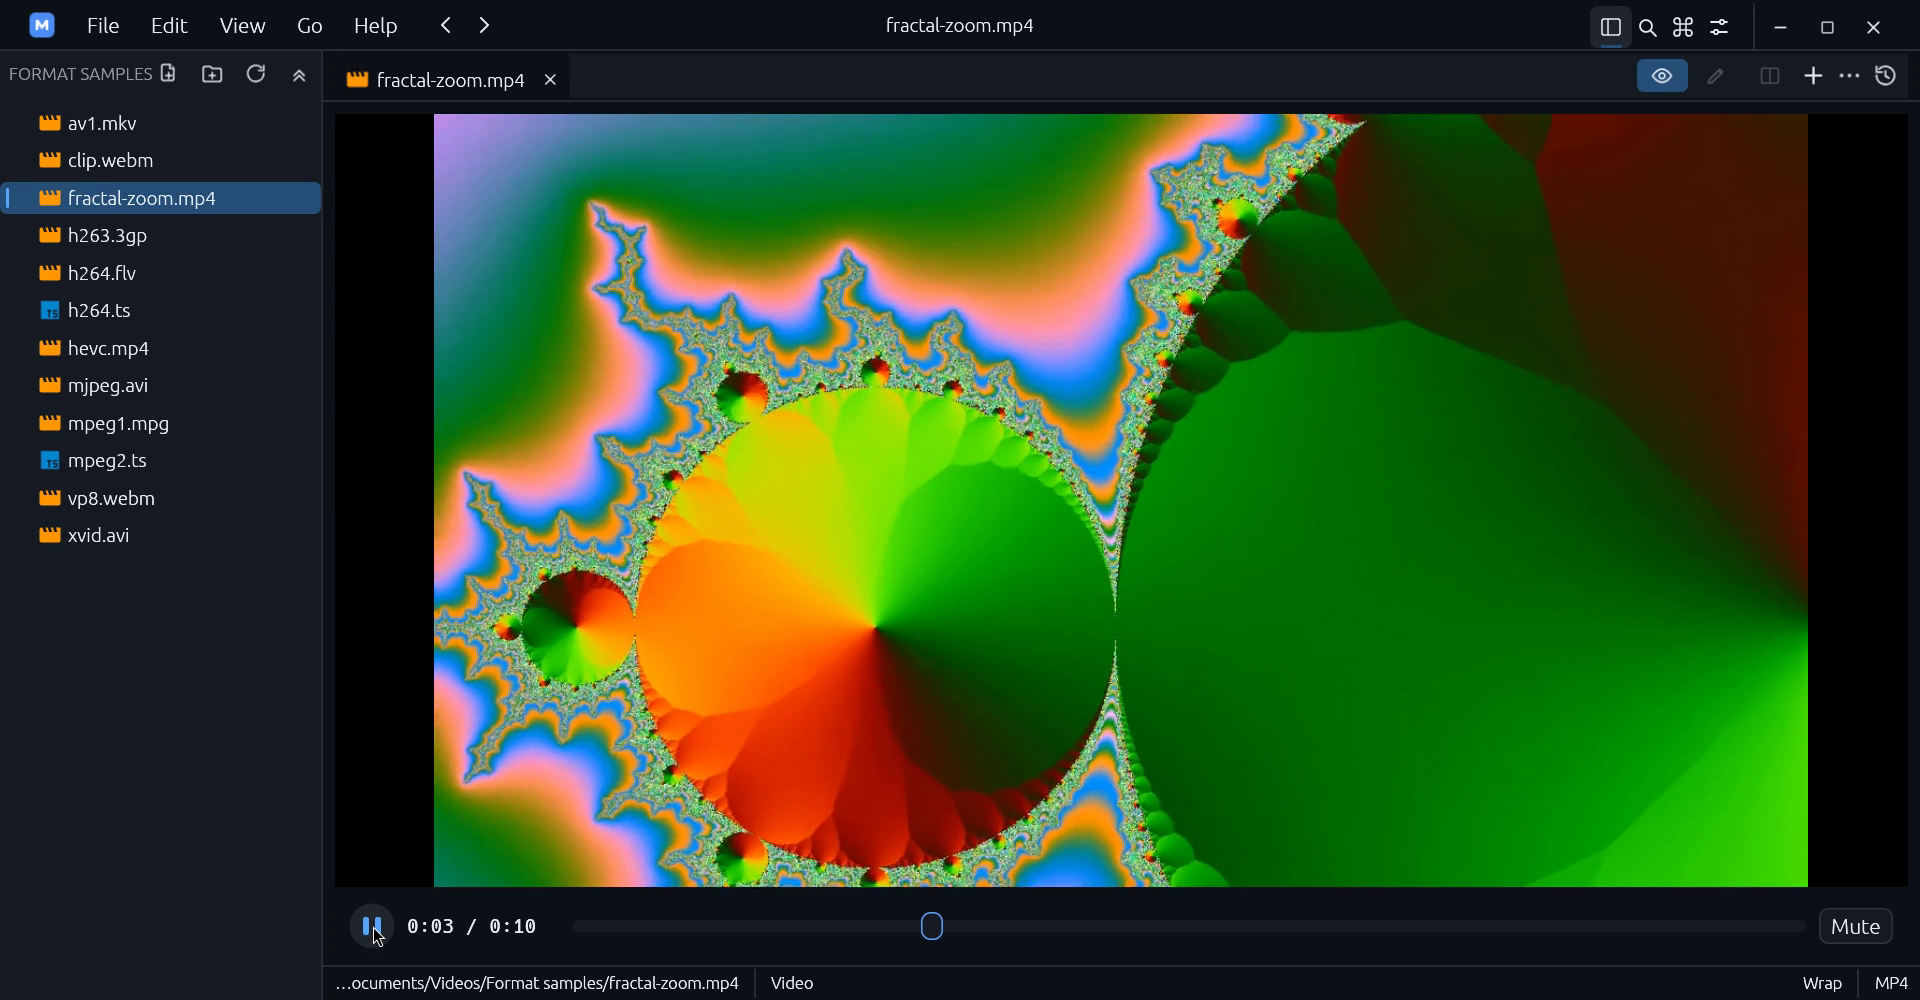 M File Edit View Go Help
fractal-zoom.mp4
FORMAT SAMPLES
fractal-zoom.mp4
av1.mkv
clip.webm
fractal-zoom.mp4
h263.3gp
h264.flv
TS h264.ts
hevc.mp4
mjpeg.avi
mpeg1.mpg
TS mpeg2.ts
vp8.webm
xvid.avi
0:03 / 0:10
Mute
...ocuments/Videos/Format samples/fractal-zoom.mp4
Video
Wrap
MP4